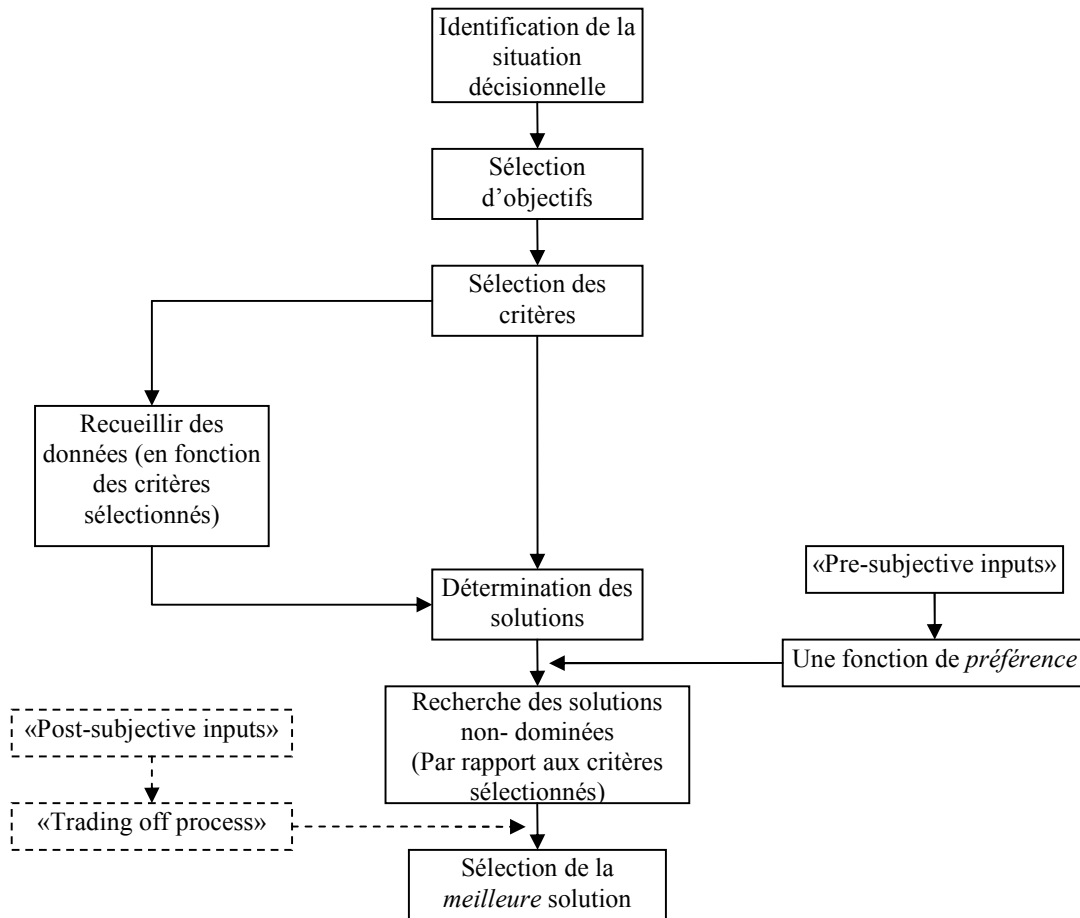 Identification de la
situation
décisionnelle
Sélection
d’objectifs
Sélection des
critères
Recueillir des
données (en fonction
des critères
sélectionnés)
«Pre-subjective inputs»
Détermination des
solutions
Une fonction de préférence
Recherche des solutions
non- dominées
(Par rapport aux critères
sélectionnés)
«Post-subjective inputs»
«Trading off process»
Sélection de la
meilleure solution